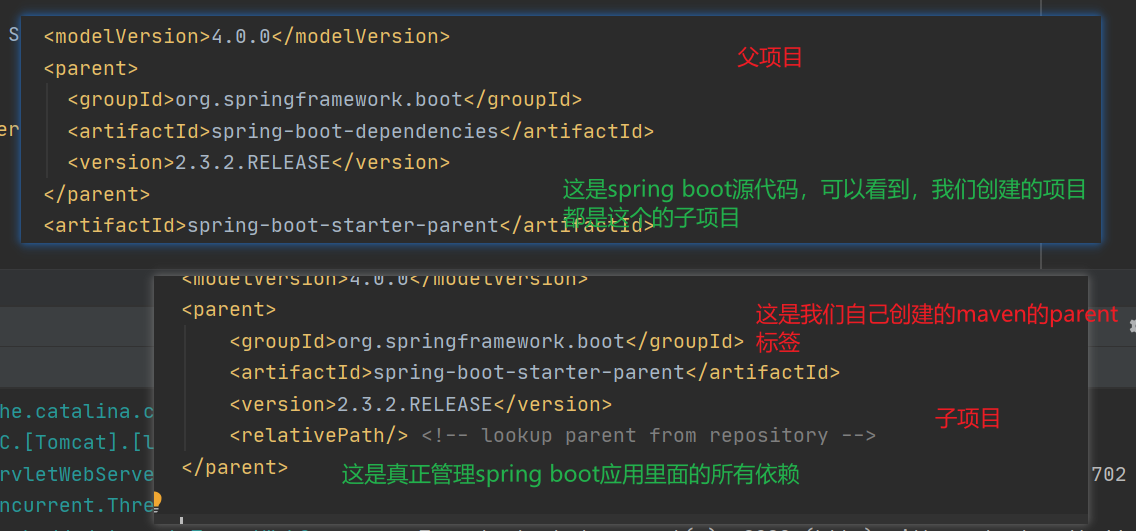 S
<modelVersion>4.0.0</modelVersion>
父项目
<parent>
<groupId>org.springframework.boot</groupId>
er
<artifactId>spring-boot-dependencies</artifactId>
<version>2.3.2.RELEASE</version>
</parent>
这是spring boot源代码，可以看到，我们创建的项目
都是这个的子项目
<artifactId>spring-boot-starter-parent</artifactId>
<modelVersion>4.0.0</modelVersion>
<parent>
这是我们自己创建的maven的parent
标签
<groupId>org.springframework.boot</groupId>
<artifactId>spring-boot-starter-parent</artifactId>
<version>2.3.2.RELEASE</version>
子项目
<relativePath/> <!-- lookup parent from repository -->
</parent>
这是真正管理spring boot应用里面的所有依赖
he.catalina.c
C.[Tomcat].[l
rvletWebServe
702
ncurrent.Thre